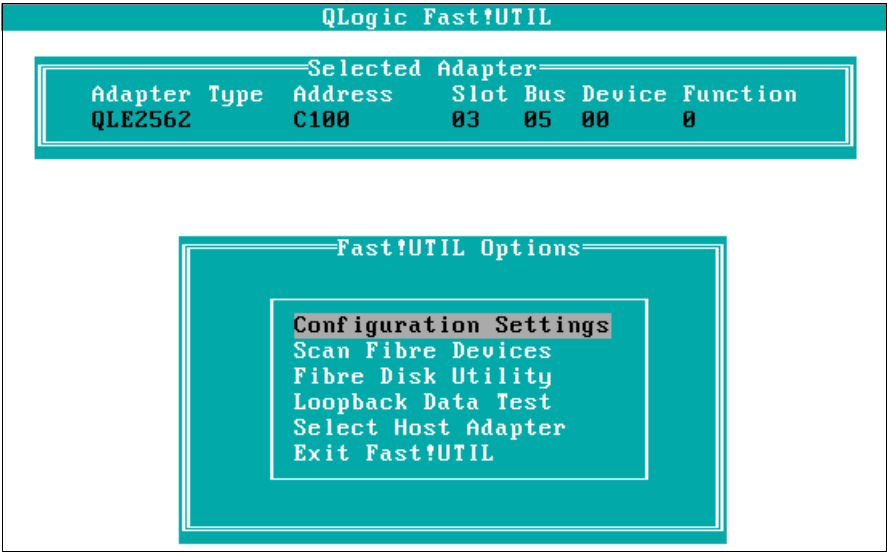 QLogic Fast!UTIL
Selected Adapter
Adapter Type Address Slot Bus Device Function
QLE2562 C100 03 05 00 0
Fast!UTIL Options
Configuration Settings
Scan Fibre Devices
Fibre Disk Utility
Loopback Data Test
Select Host Adapter
Exit Fast!UTIL